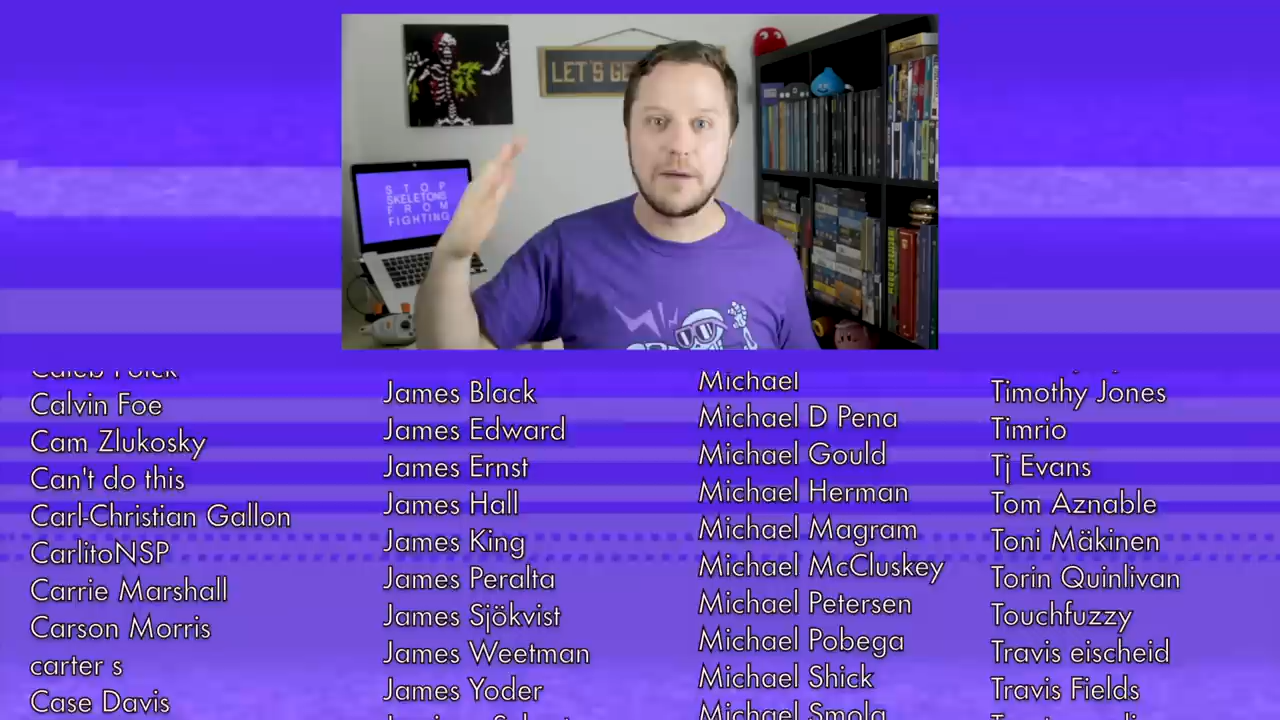 LET'S GE
STOP
SKELETONS
FROM
FIGHTING
Calvin Foe
Cam Zlukosky
Can't do this
Carl-Christian Gallon
CarlitoNSP
Carrie Marshall
Carson Morris
carter s
Case Davis
James Black
James Edward
James Ernst
James Hall
James King
James Peralta
James Sjökvist
James Weetman
James Yoder
Michael
Michael D Pena
Michael Gould
Michael Herman
Michael Magram
Michael McCluskey
Michael Petersen
Michael Pobega
Michael Shick
Michael Smola
Timothy Jones
Timrio
Tj Evans
Tom Aznable
Toni Mäkinen
Torin Quinlivan
Touchfuzzy
Travis eischeid
Travis Fields